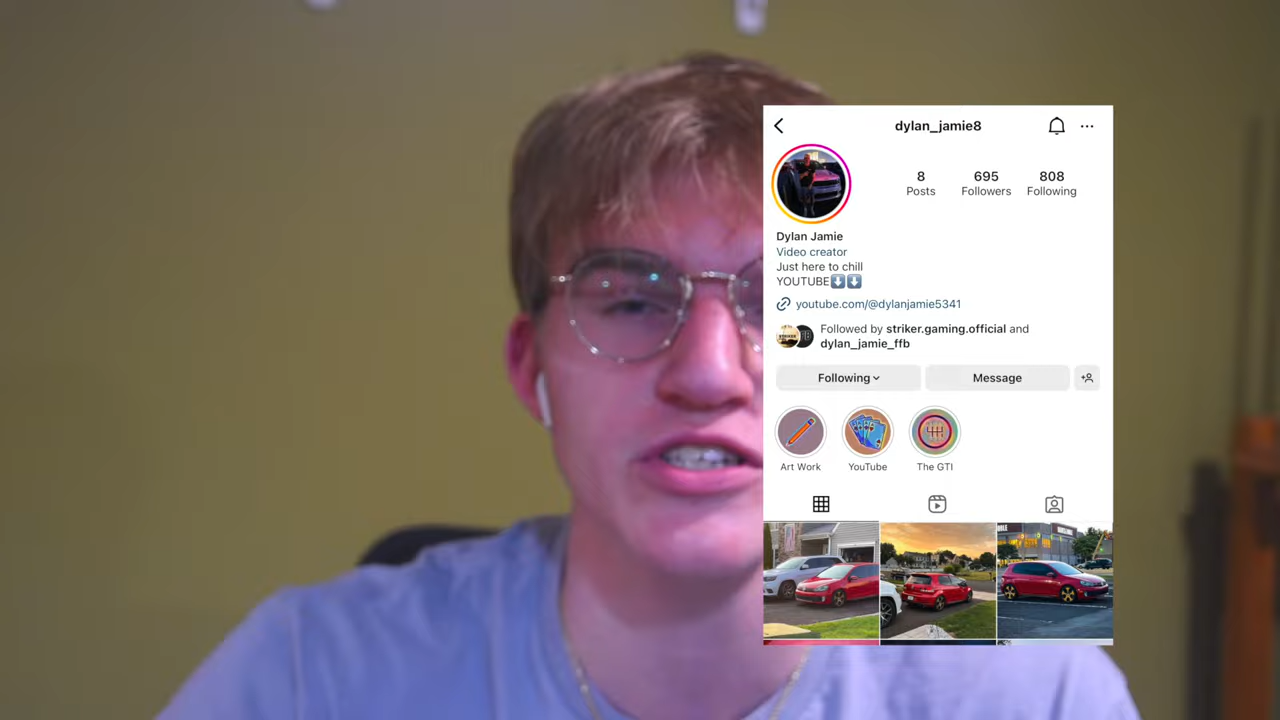 dylan_jamie8
8
695
808
Posts
Followers
Following
Dylan Jamie
Video creator
Just here to chill
YOUTUBE⬇️⬇️
youtube.com/@dylanjamie5341
Followed by striker.gaming.official and
dylan_jamie_ffb
Following
Message
Art Work
YouTube
The GTI